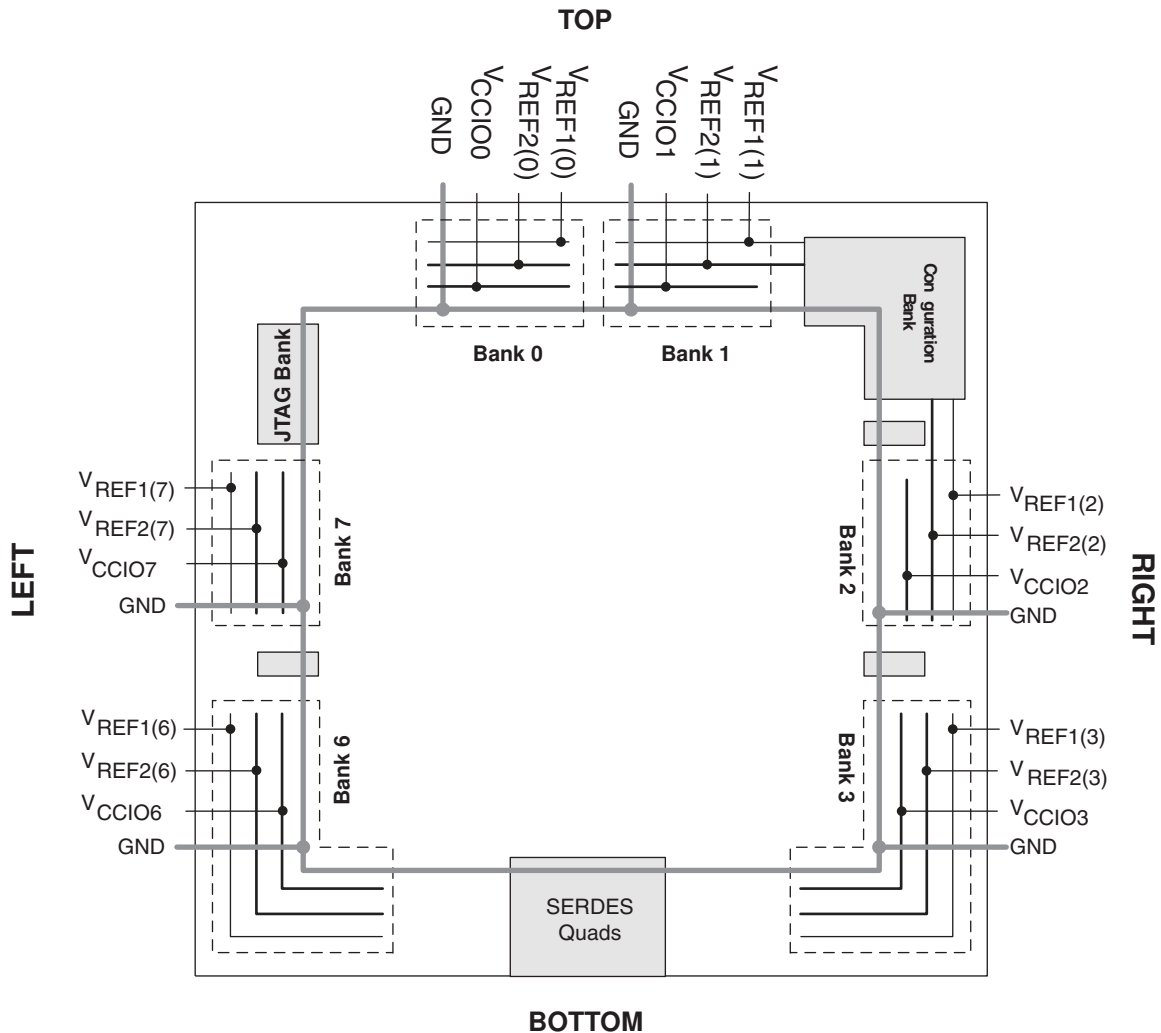 TOP
GND
VCCIO0
VREF2(0)
VREF1(0)
GND
VCCIO1
VREF2(1)
VREF1(1)
Con guration
Bank
Bank 0
Bank 1
JTAG Bank
LEFT
VREF1(7)
VREF2(7)
VCCIO7
GND
Bank 7
Bank 2
VREF1(2)
VREF2(2)
VCCIO2
GND
RIGHT
VREF1(6)
VREF2(6)
VCCIO6
GND
Bank 6
Bank 3
VREF1(3)
VREF2(3)
VCCIO3
GND
SERDES
Quads
BOTTOM